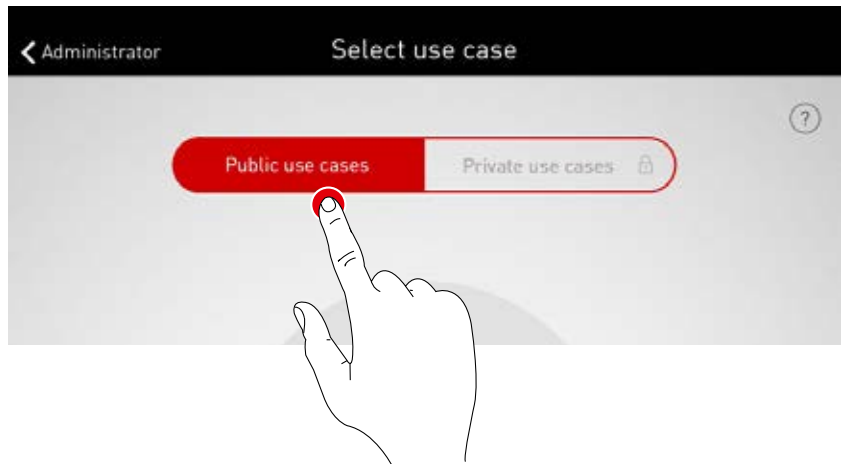 Administrator
Select use case
?
Public use cases
Private use cases